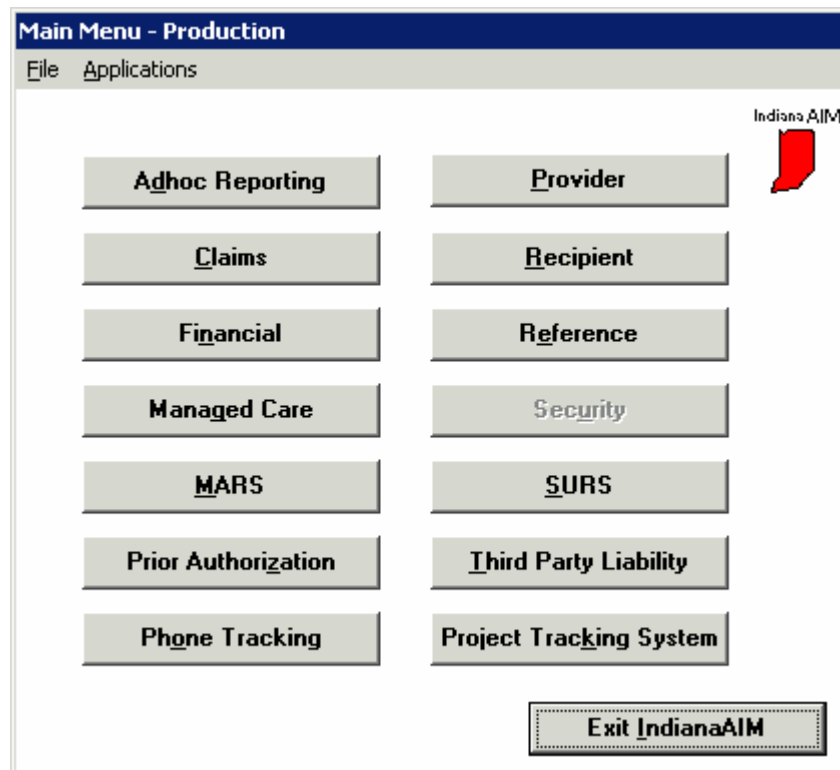 Main Menu - Production
File Applications
Indiana AIM
Adhoc Reporting
Provider
Claims
Recipient
Financial
Reference
Managed Care
Security
MARS
SURS
Prior Authorization
Third Party Liability
Phone Tracking
Project Tracking System
Exit IndianaAIM